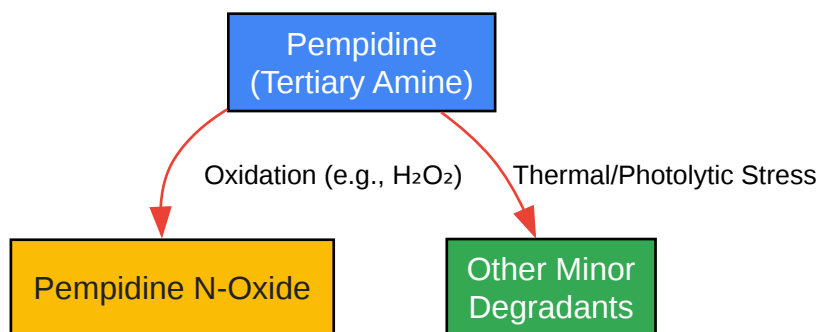 Pempidine
(Tertiary Amine)
Oxidation (e.g., H₂O₂)
Thermal/Photolytic Stress
Pempidine N-Oxide
Other Minor
Degradants